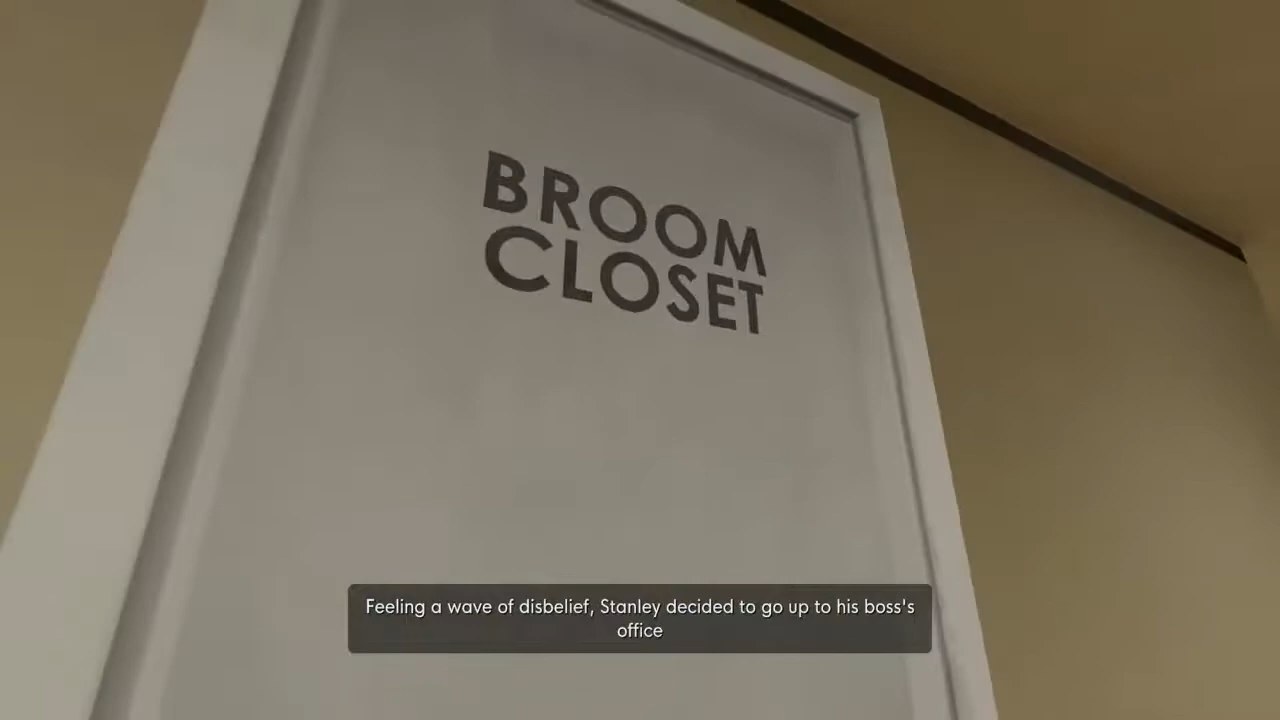 BROOM
CLOSET
Feeling a wave of disbelief, Stanley decided to go up to his boss's
office